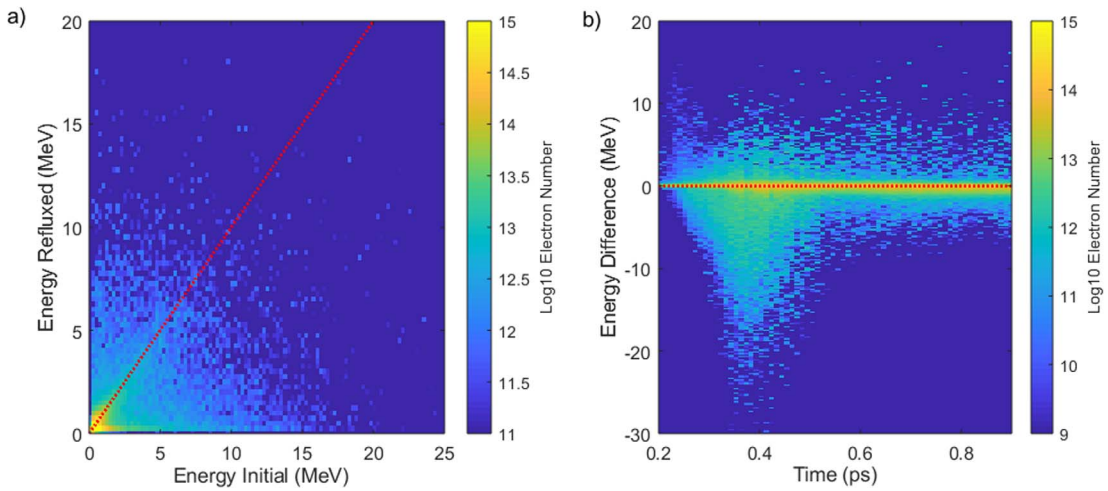 a)
20
15
10
5
0
0 5 10 15 20 25
Energy Refluxed (MeV)
Energy Initial (MeV)
15
14.5
14
13.5
13
12.5
12
11.5
11
Log10 Electron Number
b)
20
10
0
-10
-20
-30
0.2 0.4 0.6 0.8
Energy Difference (MeV)
Time (ps)
15
14
13
12
11
10
9
Log10 Electron Number